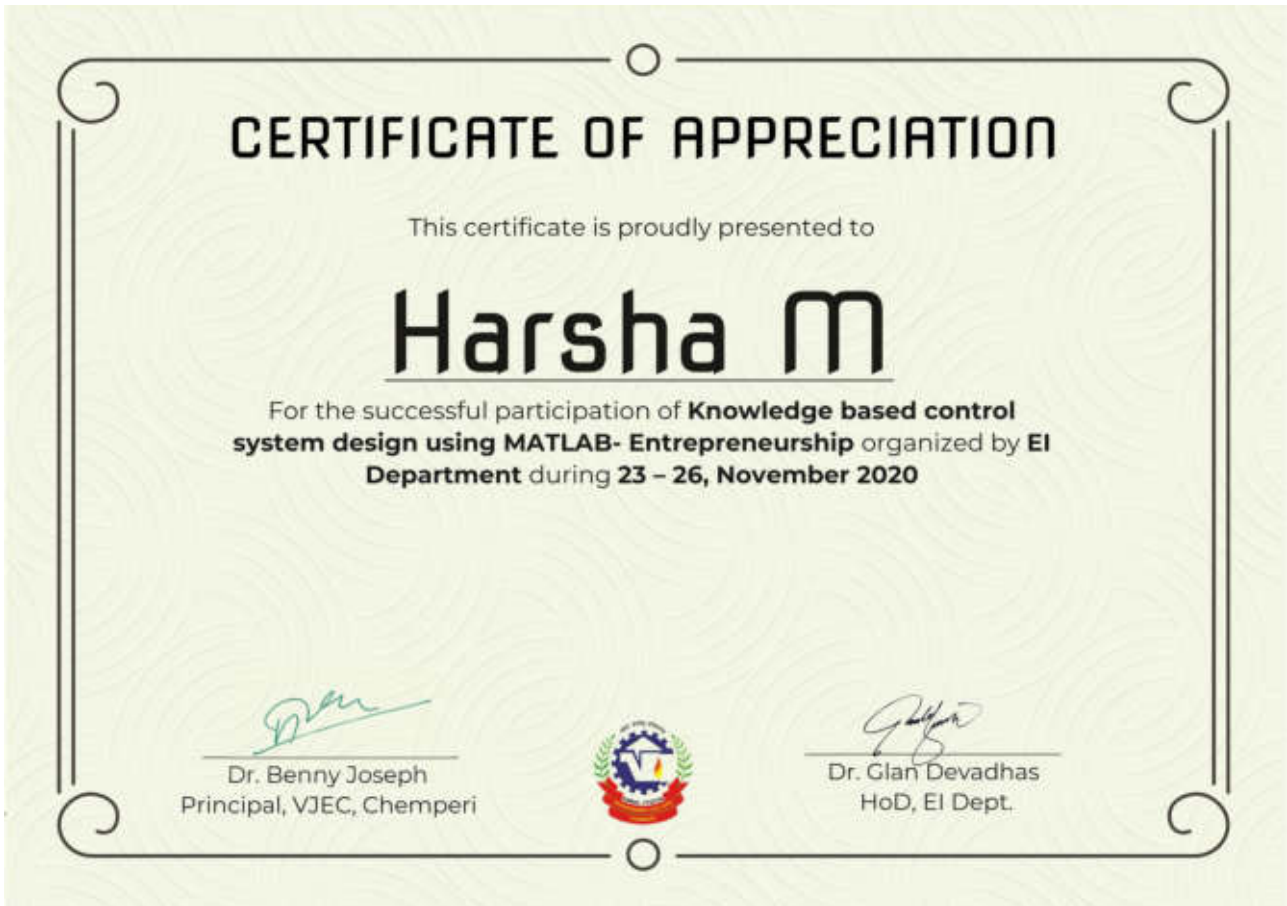 CERTIFICATE OF APPRECIATION
This certificate is proudly presented to
Harsha M
For the successful participation of Knowledge based control
system design using MATLAB- Entrepreneurship organized by EI
Department during 23 – 26, November 2020
Dr. Benny Joseph
Principal, VJEC, Chemperi
Dr. Glan Devadhas
HoD, EI Dept.